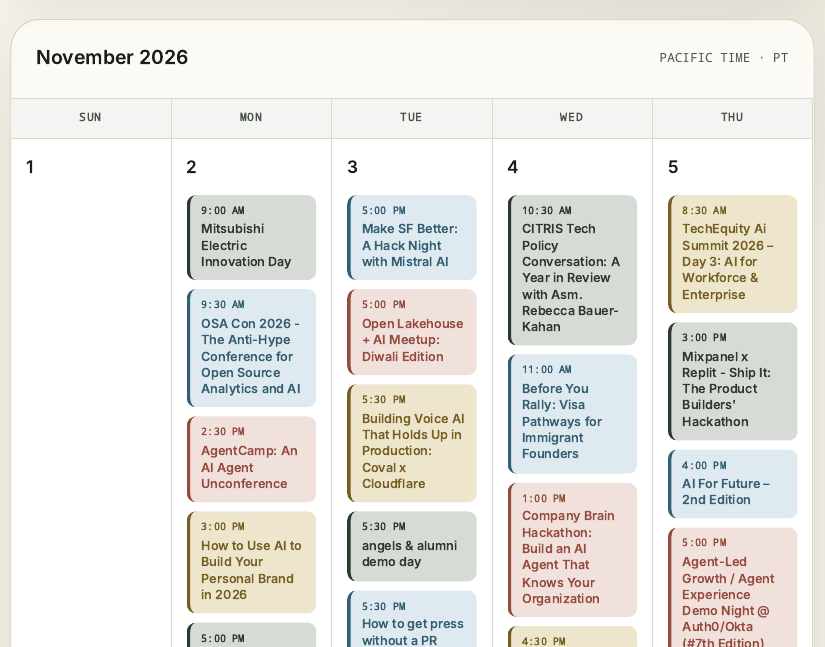 November 2026
PACIFIC TIME · PT
SUN
MON
TUE
WED
THU
1
2
9:00 AM
Mitsubishi
Electric
Innovation Day
9:30 AM
OSA Con 2026 -
The Anti-Hype
Conference for
Open Source
Analytics and AI
2:30 PM
AgentCamp: An
AI Agent
Unconference
3:00 PM
How to Use AI to
Build Your
Personal Brand
in 2026
5:00 PM
3
5:00 PM
Make SF Better:
A Hack Night
with Mistral AI
5:00 PM
Open Lakehouse
+ AI Meetup:
Diwali Edition
5:30 PM
Building Voice AI
That Holds Up in
Production:
Coval x
Cloudflare
5:30 PM
angels & alumni
demo day
5:30 PM
How to get press
without a PR
4
10:30 AM
CITRIS Tech
Policy
Conversation: A
Year in Review
with Asm.
Rebecca Bauer-
Kahan
11:00 AM
Before You
Rally: Visa
Pathways for
Immigrant
Founders
1:00 PM
Company Brain
Hackathon:
Build an AI
Agent That
Knows Your
Organization
4:30 PM
5
8:30 AM
TechEquity Ai
Summit 2026 –
Day 3: AI for
Workforce &
Enterprise
3:00 PM
Mixpanel x
Replit - Ship It:
The Product
Builders'
Hackathon
4:00 PM
AI For Future –
2nd Edition
5:00 PM
Agent-Led
Growth / Agent
Experience
Demo Night @
Auth0/Okta
(#7th Edition)